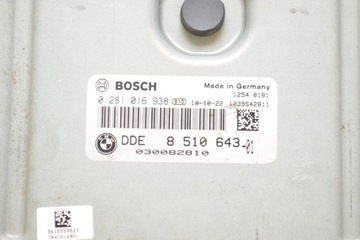 BOSCH
Made in Germany
1254 0181
0 281 016 938 10-10-22 1039S42811
DDE 8 510 643-01
030082810